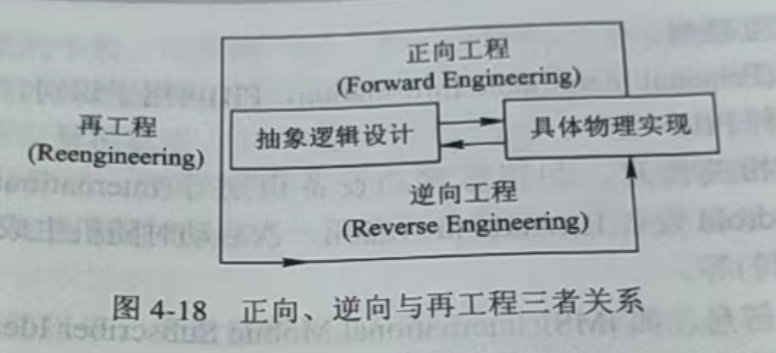 正向工程
(Forward Engineering)
再工程
(Reengineering)
抽象逻辑设计
具体物理实现
逆向工程
(Reverse Engineering)
图 4-18 正向、逆向与再工程三者关系